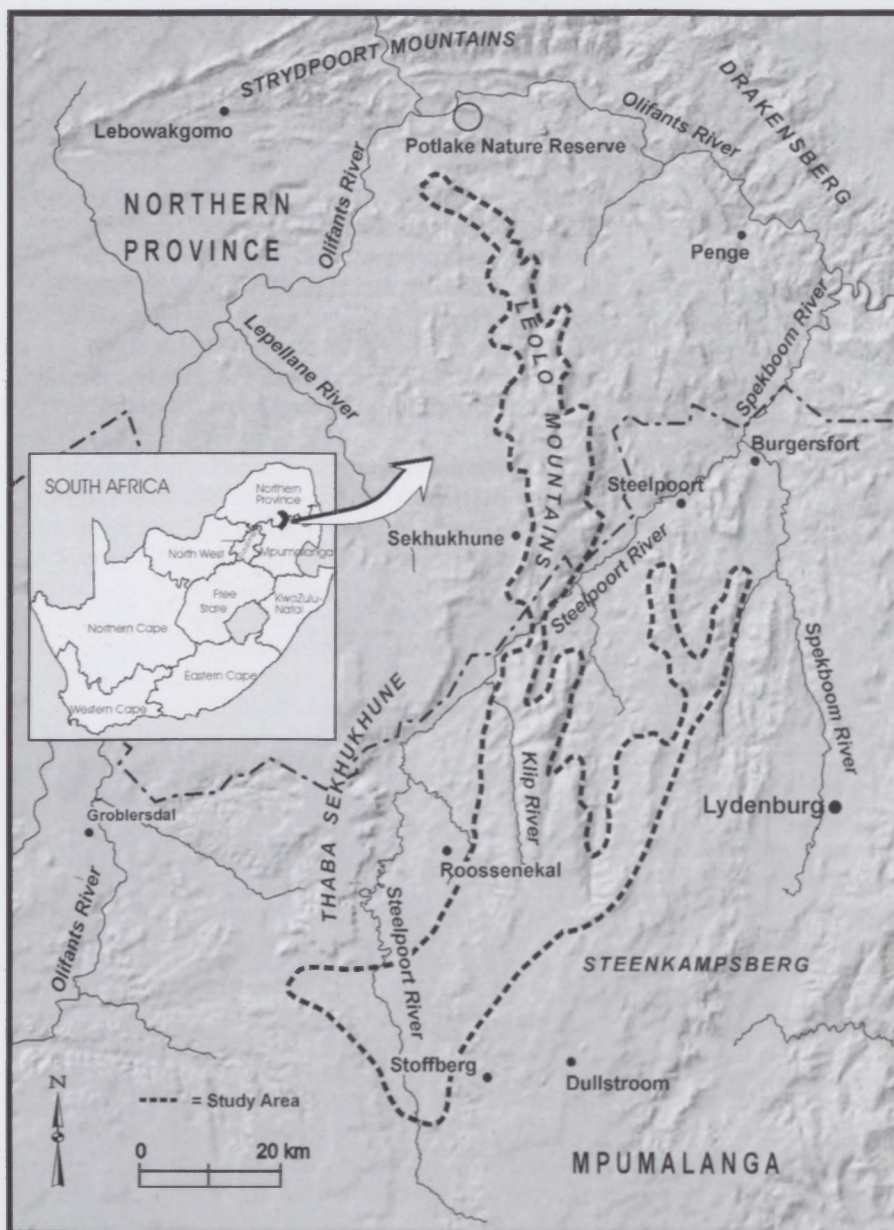 STRYDPOORT MOUNTAINS
DRAKENSBERG
Lebowakgomo
Olifants River
Potlake Nature Reserve
Olifants River
NORTHERN
PROVINCE
Penge
LEOLO MOUNTAINS
Spekboom River
Lepellane River
Burgersfort
Steelpoort
SOUTH AFRICA
Northern
Province
North West
Mpumalanga
Free
State
KwaZulu-
Natal
Northern Cape
Eastern Cape
Western Cape
Sekhukhune
Steelpoort River
Spekboom River
THABA SEKHUKHUNE
Klip River
Lydenburg
Groblersdal
Roossenekal
Olifants River
Steelpoort River
STEENKAMPSBERG
Stoffberg
Dullstroom
N
= Study Area
0 20 km
MPUMALANGA